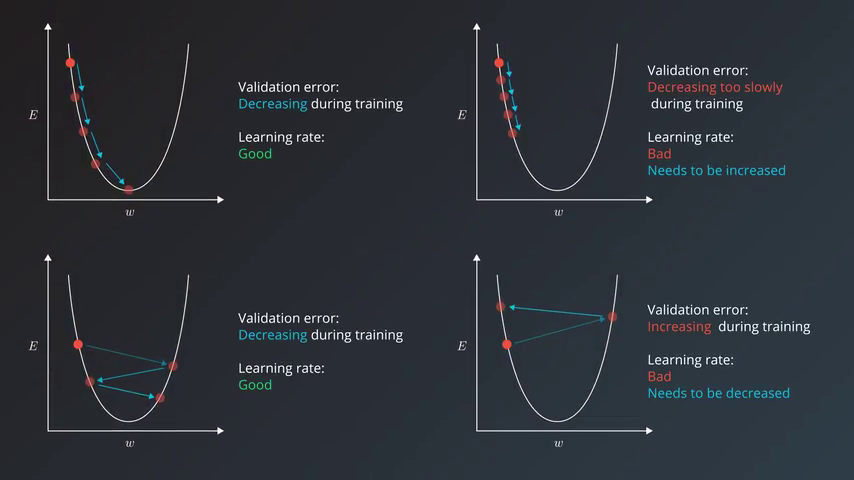 E
w
Validation error:
Decreasing during training
Learning rate:
Good
E
w
Validation error:
Decreasing too slowly
during training
Learning rate:
Bad
Needs to be increased
E
w
Validation error:
Decreasing during training
Learning rate:
Good
E
w
Validation error:
Increasing during training
Learning rate:
Bad
Needs to be decreased